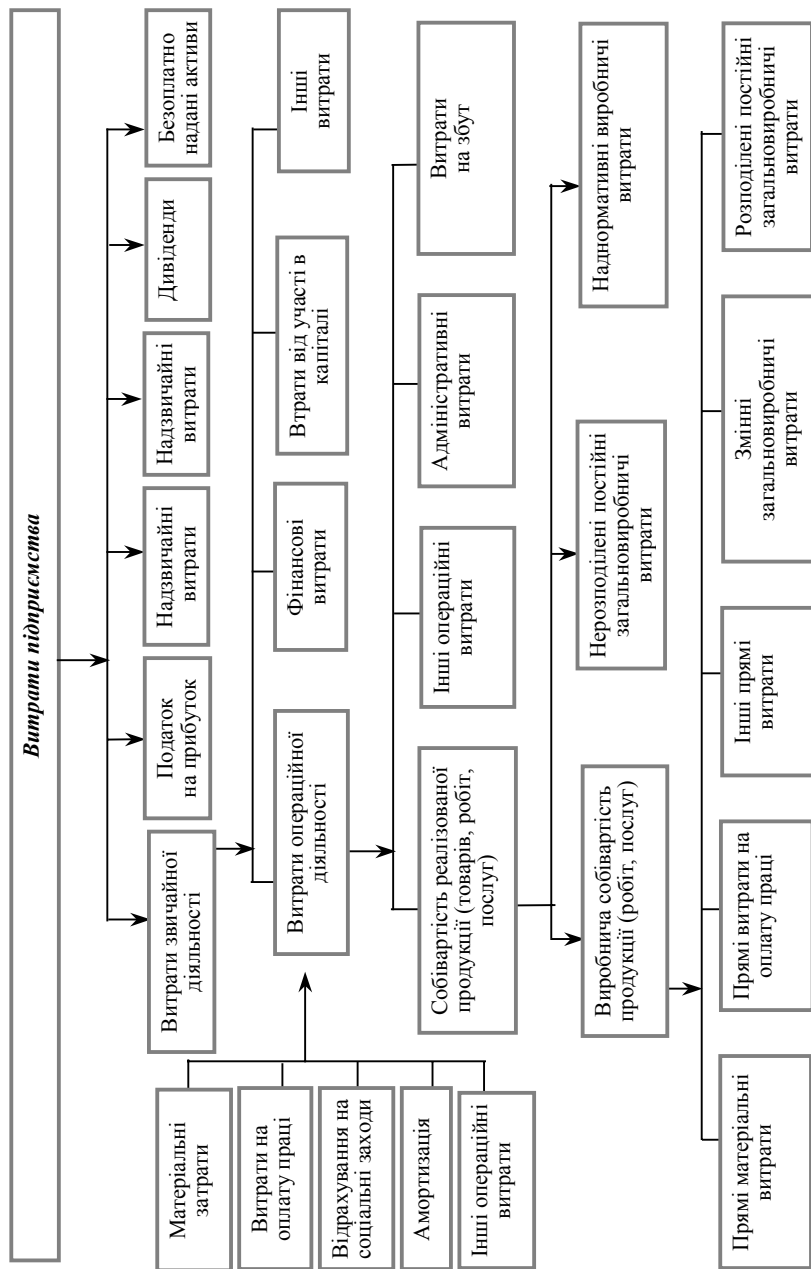 Витрати підприємства
Витрати звичайної
діяльності
Податок
на прибуток
Надзвичайні
витрати
Надзвичайні
витрати
Дивіденди
Безоплатно
надані активи
Матеріальні
затрати
Витрати на
оплату праці
Відрахування на
соціальні заходи
Амортизація
Інші операційні
витрати
Витрати операційної
діяльності
Фінансові
витрати
Втрати від участі в
капіталі
Інші
витрати
Собівартість реалізованої
продукції (товарів, робіт,
послуг)
Інші операційні
витрати
Адміністративні
витрати
Витрати
на збут
Виробнича собівартість
продукції (робіт, послуг)
Нерозподілені постійні
загальновиробничі
витрати
Наднормативні виробничі
витрати
Прямі матеріальні
витрати
Прямі витрати на
оплату праці
Інші прямі
витрати
Змінні
загальновиробничі
витрати
Розподілені постійні
загальновиробничі
витрати